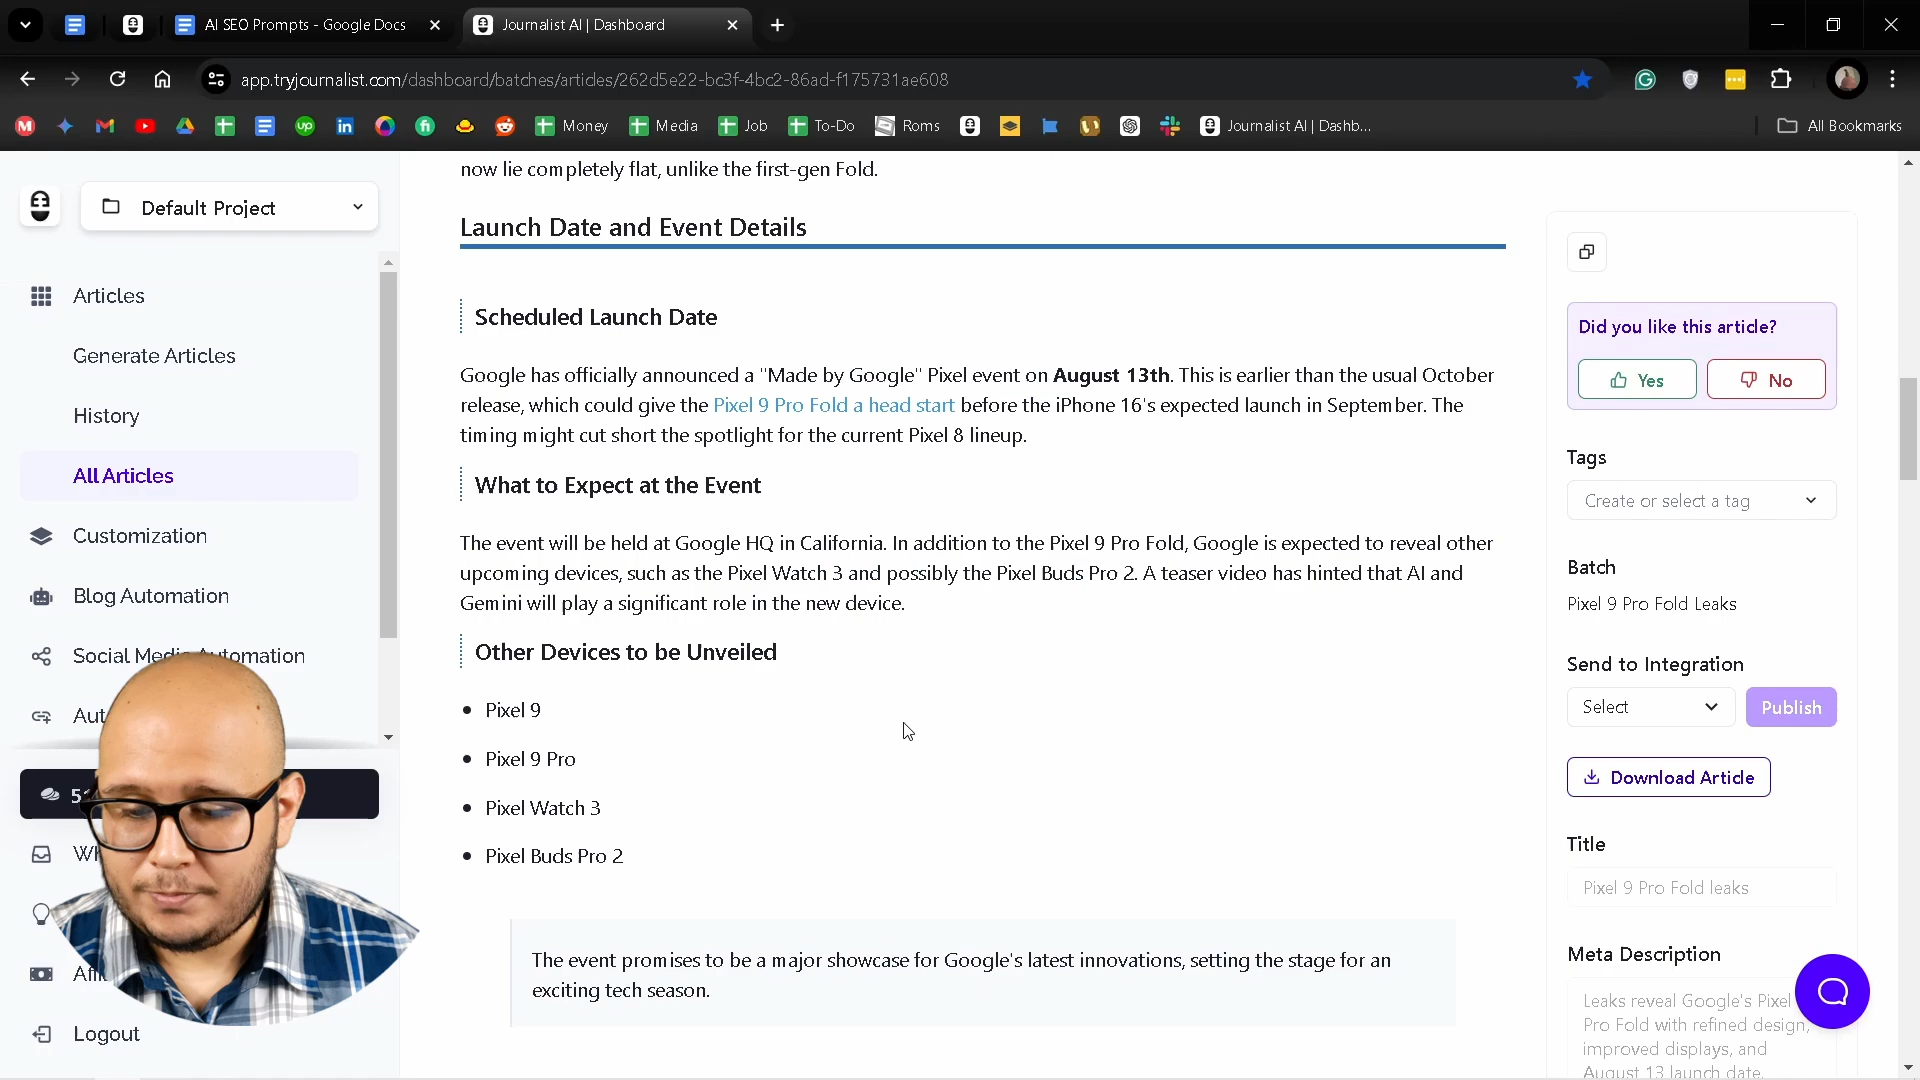 AI SEO Prompts - Google Docs
Journalist AI | Dashboard
app.tryjournalist.com/dashboard/batches/articles/262d5e22-bc3f-4bc2-86ad-f175731ae608
Money
Media
Job
To-Do
Roms
Journalist AI | Dashb...
All Bookmarks
Default Project
Articles
Generate Articles
History
All Articles
Customization
Blog Automation
Social Media Automation
Logout
now lie completely flat, unlike the first-gen Fold.
Launch Date and Event Details
Scheduled Launch Date
Google has officially announced a "Made by Google" Pixel event on August 13th. This is earlier than the usual October
release, which could give the Pixel 9 Pro Fold a head start before the iPhone 16's expected launch in September. The
timing might cut short the spotlight for the current Pixel 8 lineup.
What to Expect at the Event
The event will be held at Google HQ in California. In addition to the Pixel 9 Pro Fold, Google is expected to reveal other
upcoming devices, such as the Pixel Watch 3 and possibly the Pixel Buds Pro 2. A teaser video has hinted that AI and
Gemini will play a significant role in the new device.
Other Devices to be Unveiled
Pixel 9
Pixel 9 Pro
Pixel Watch 3
Pixel Buds Pro 2
The event promises to be a major showcase for Google's latest innovations, setting the stage for an
exciting tech season.
Did you like this article?
Yes
No
Tags
Create or select a tag
Batch
Pixel 9 Pro Fold Leaks
Send to Integration
Select
Publish
Download Article
Title
Pixel 9 Pro Fold leaks
Meta Description
Leaks reveal Google's Pixel
Pro Fold with refined design,
improved displays, and
August 13 launch date.